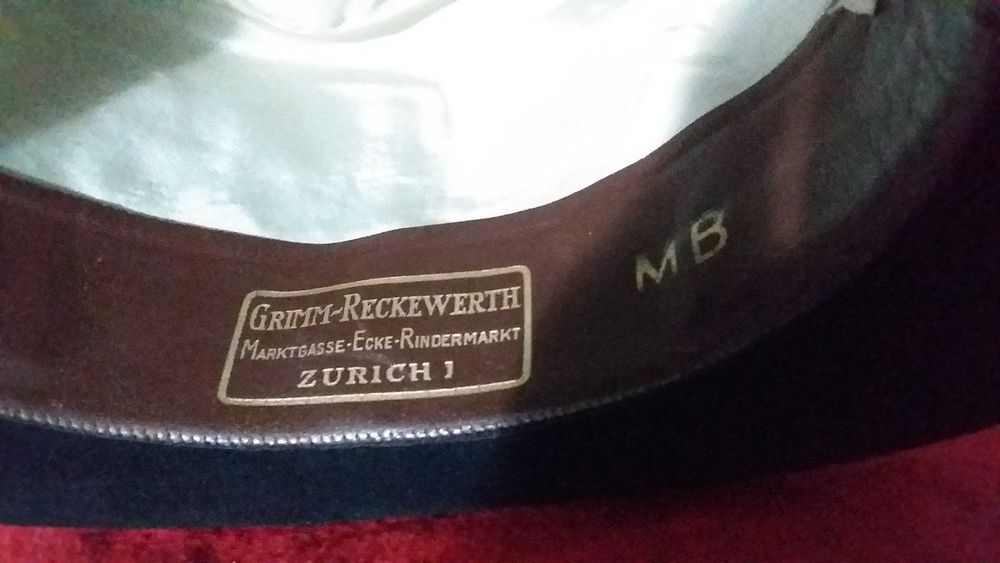 GRIMM-RECKEWERTH
MARKTGASSE-ECKE-RINDERMARKT
ZURICH 1
MB